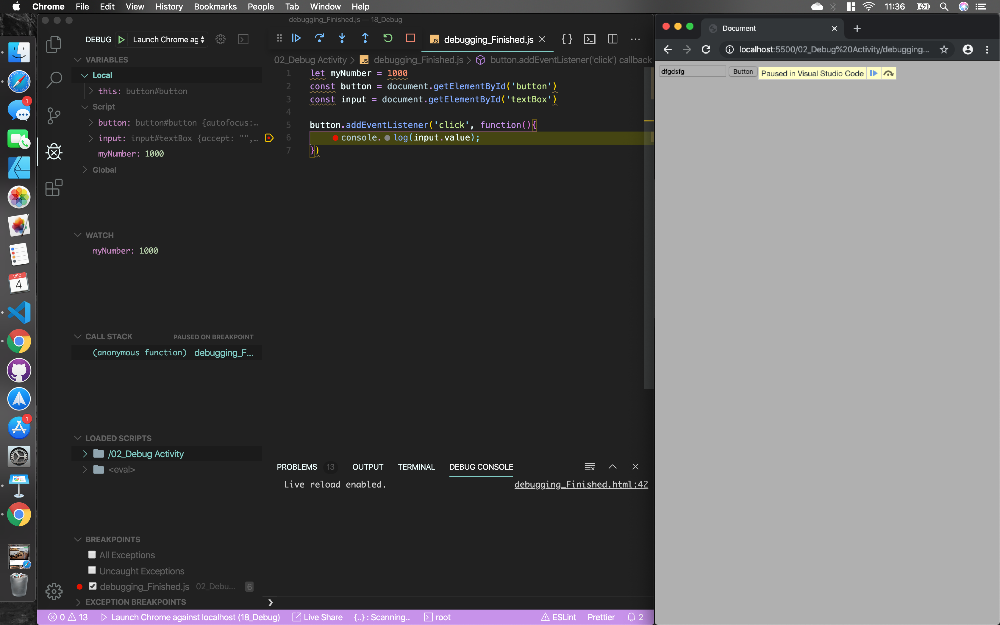 Chrome File Edit View History Bookmarks People Tab Window Help 11:36
debugging_Finished.js — 18_Debug
DEBUG Launch Chrome ag
debugging_Finished.js
VARIABLES
Local
this: button#button
Script
button: button#button {autofocus:…
input: input#textBox {accept: "",…
myNumber: 1000
Global
WATCH
myNumber: 1000
CALL STACK PAUSED ON BREAKPOINT
(anonymous function) debugging_F...
LOADED SCRIPTS
/02_Debug Activity
<eval>
BREAKPOINTS
All Exceptions
Uncaught Exceptions
debugging_Finished.js 02_Debu... 6
EXCEPTION BREAKPOINTS
02_Debug Activity > JS debugging_Finished.js > button.addEventListener('click') callback
1 let myNumber = 1000
2 const button = document.getElementById('button')
3 const input = document.getElementById('textBox')
4
5 button.addEventListener('click', function(){
6 console. log(input.value);
7 })
PROBLEMS 13 OUTPUT TERMINAL DEBUG CONSOLE
Live reload enabled. debugging_Finished.html:42
0 13 Launch Chrome against localhost (18_Debug) Live Share {..} : Scanning.. root ESLint Prettier 2
Document
localhost:5500/02_Debug%20Activity/debugging...
dfgdsfg Button Paused in Visual Studio Code
1
DEC
4
1